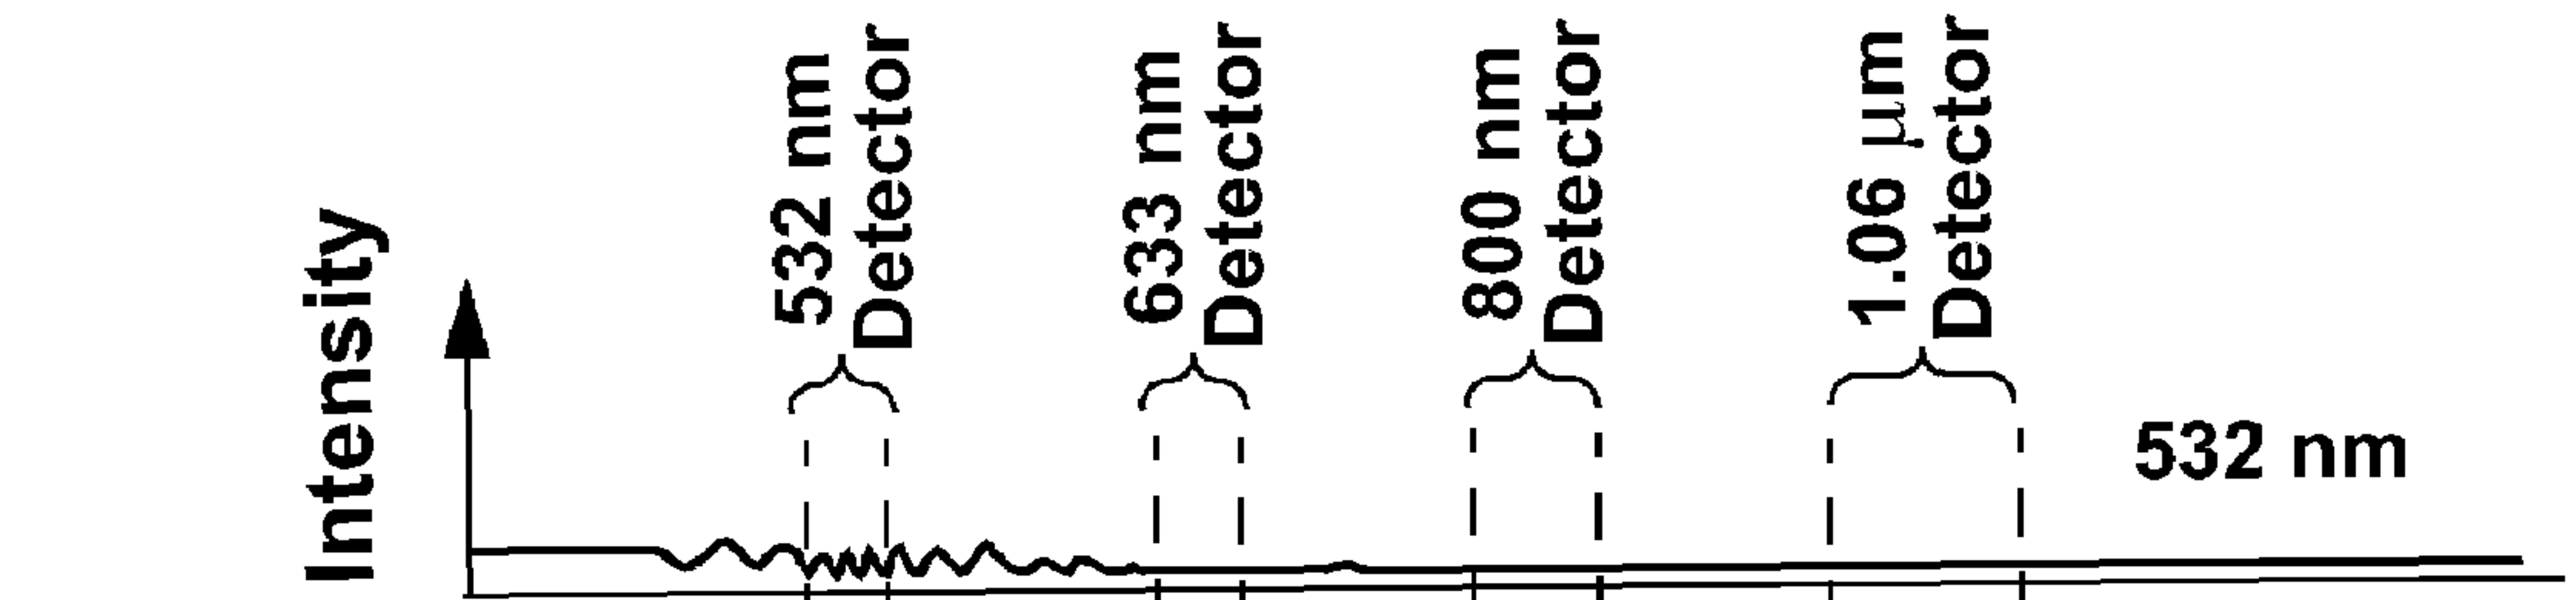 Intensity
532 nm
Detector
633 nm
Detector
800 nm
Detector
1.06 µm
Detector
532 nm